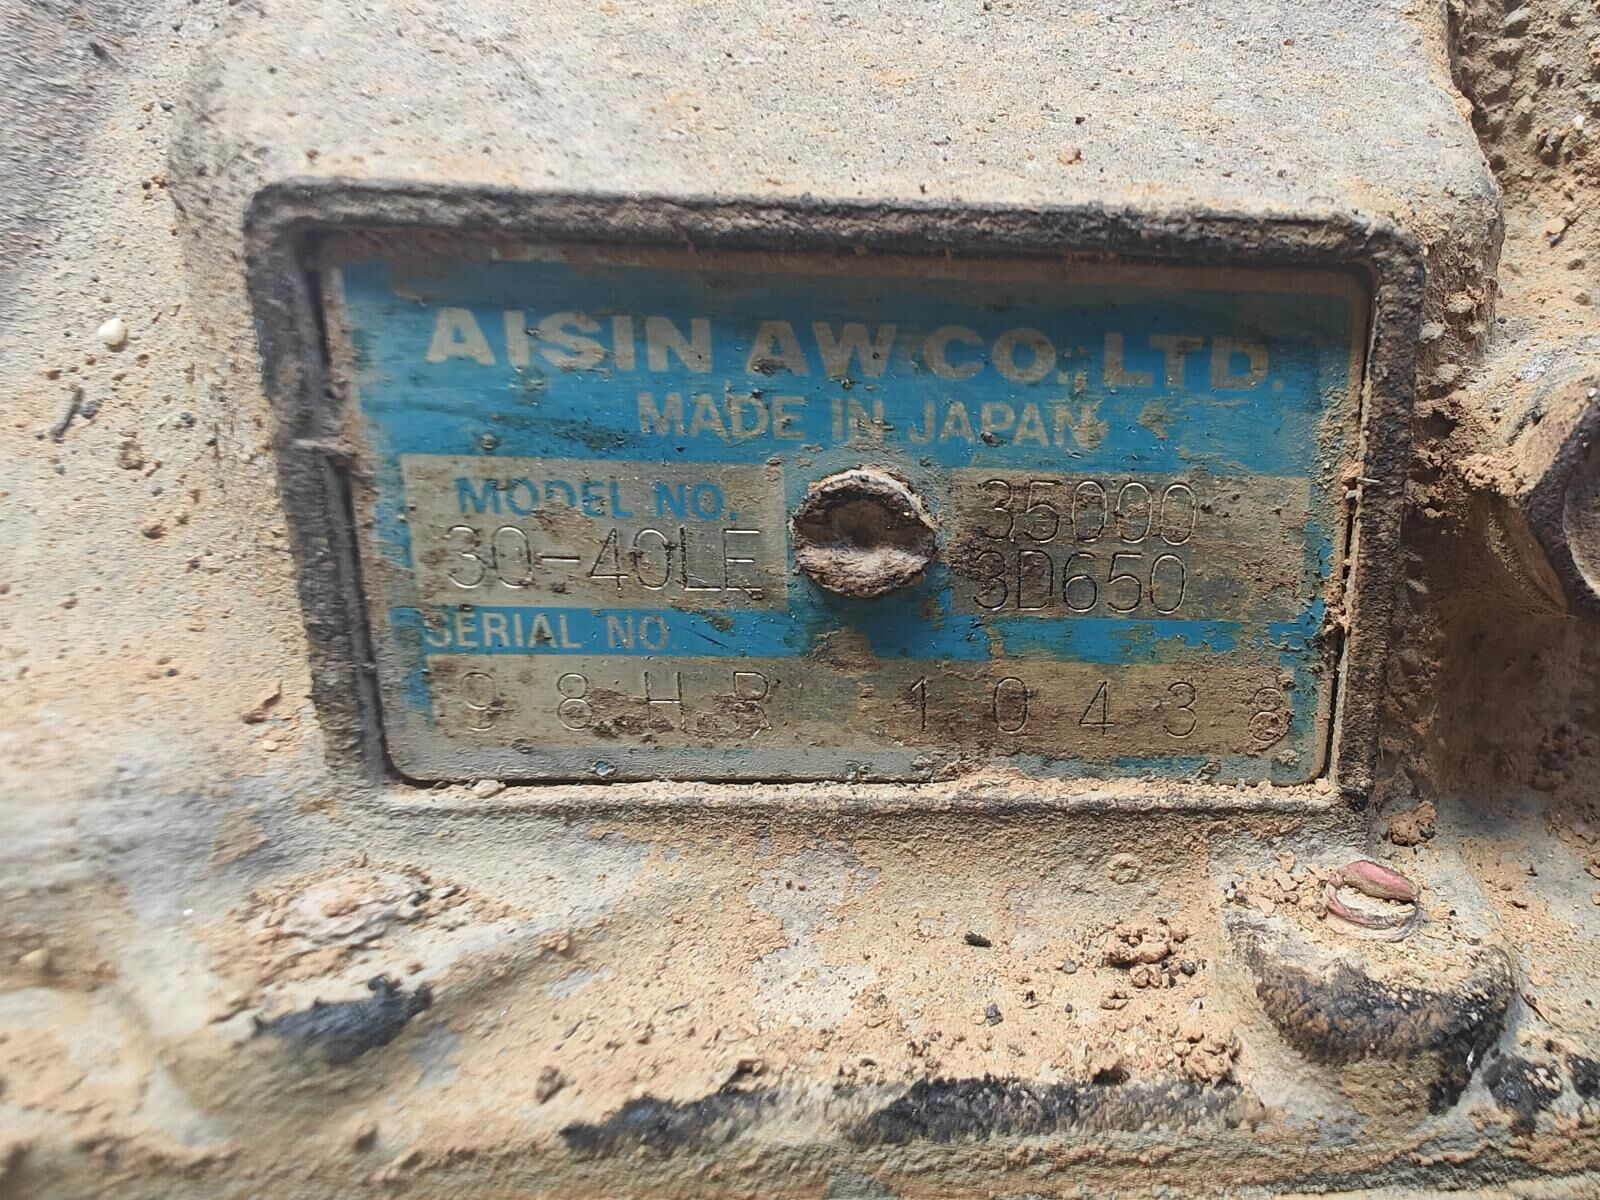 AISIN AW CO., LTD.
MADE IN JAPAN
MODEL NO.
30-40LE
35000
3D650
SERIAL NO.
98HR 10438